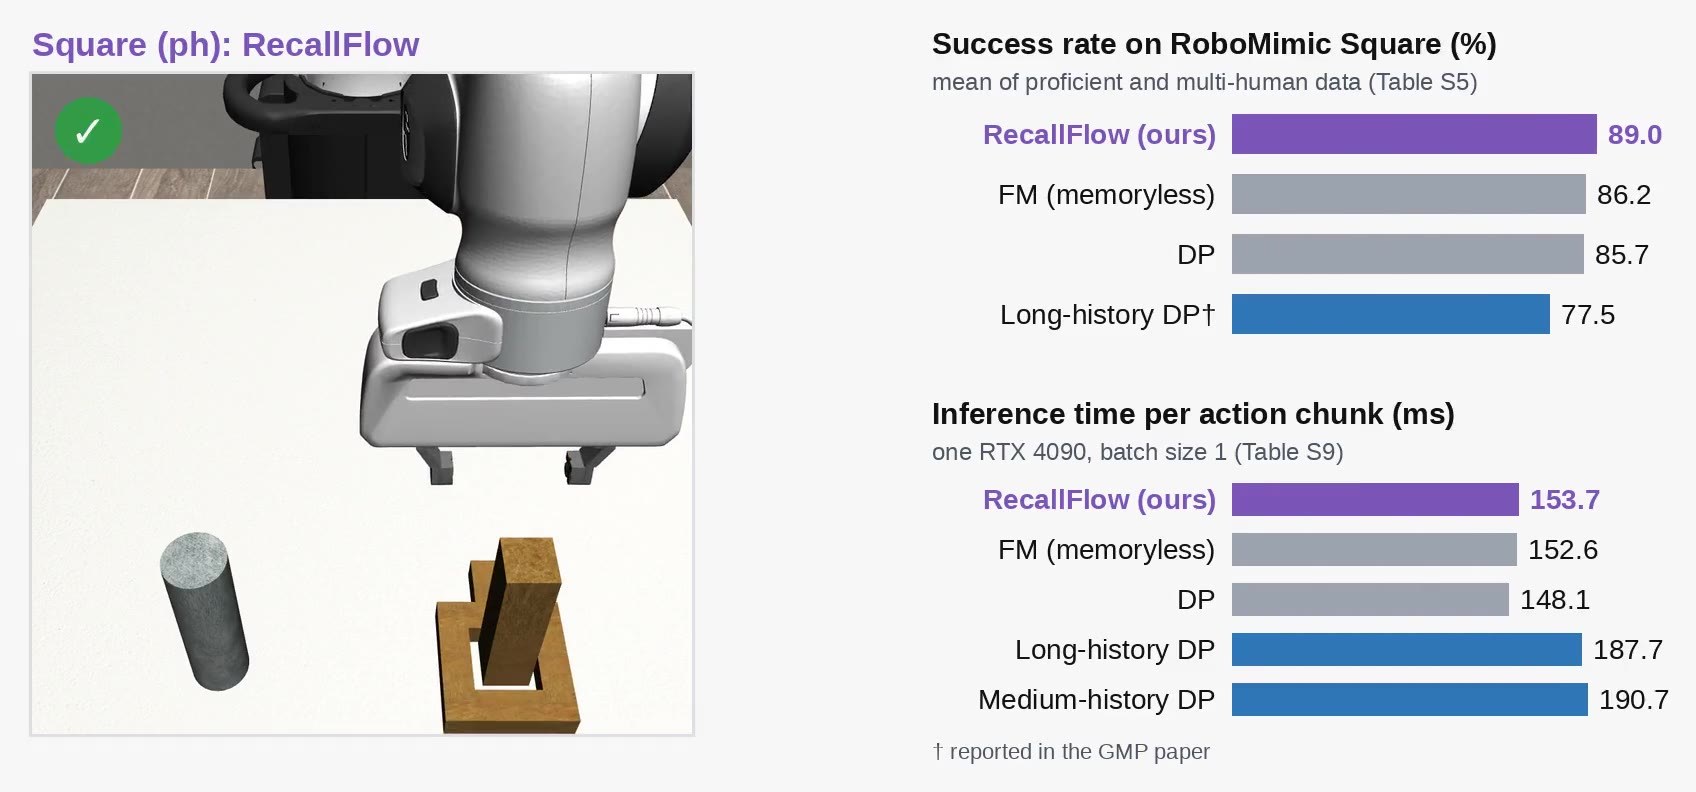 Square (ph): RecallFlow
✓
Success rate on RoboMimic Square (%)
mean of proficient and multi-human data (Table S5)
RecallFlow (ours) 89.0
FM (memoryless) 86.2
DP 85.7
Long-history DP† 77.5
Inference time per action chunk (ms)
one RTX 4090, batch size 1 (Table S9)
RecallFlow (ours) 153.7
FM (memoryless) 152.6
DP 148.1
Long-history DP 187.7
Medium-history DP 190.7
† reported in the GMP paper